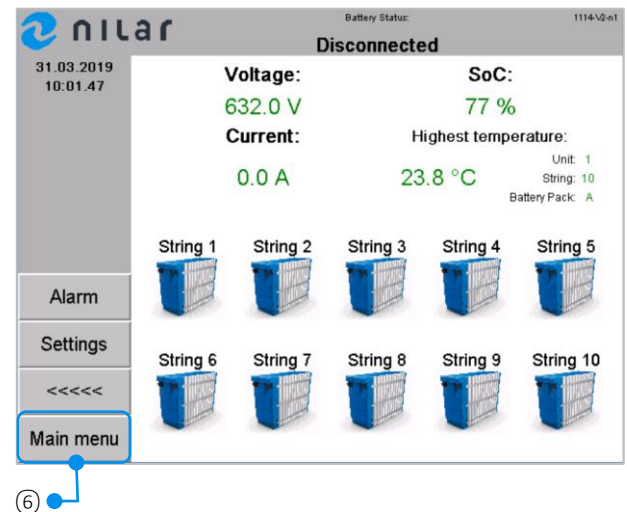 nilar
Battery Status:
1114-V2-n1
Disconnected
31.03.2019
10:01.47
Voltage:
SoC:
632.0 V
77 %
Current:
Highest temperature:
0.0 A
23.8 °C
Unit: 1
String: 10
Battery Pack: A
String 1 String 2 String 3 String 4 String 5
Alarm
Settings
String 6 String 7 String 8 String 9 String 10
<<<<<
Main menu
⑥